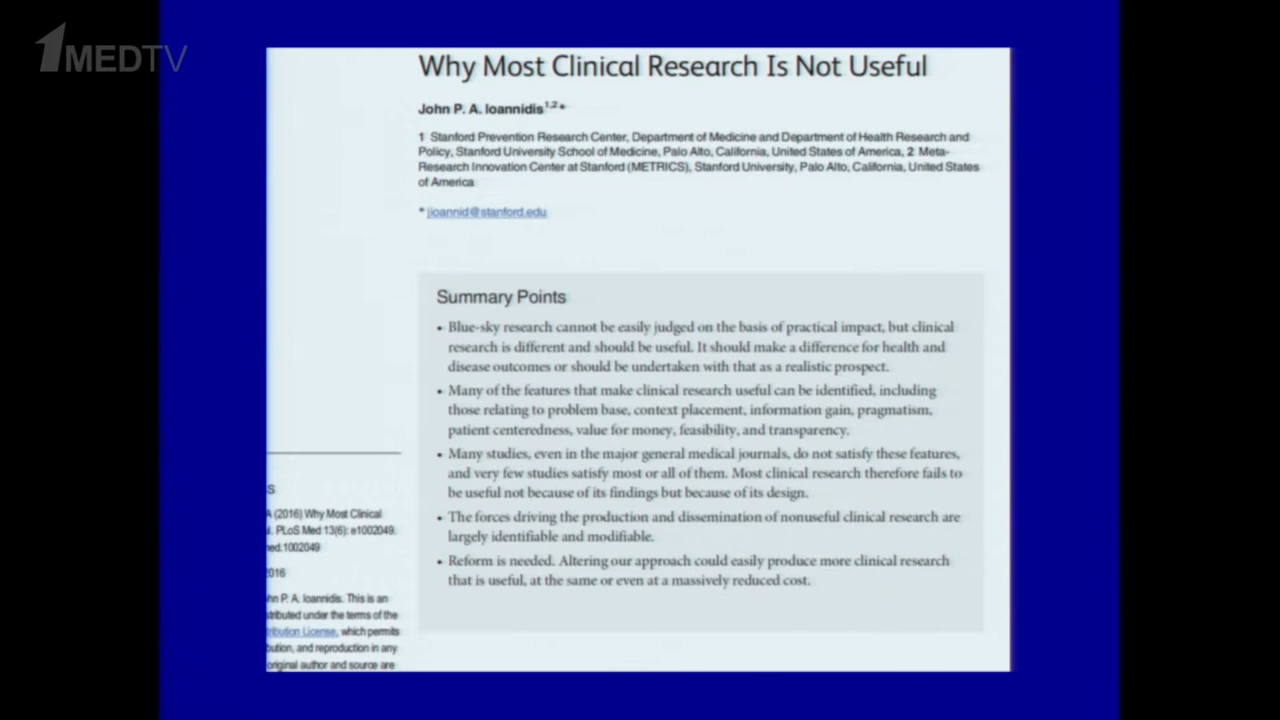 1MEDTV
Why Most Clinical Research Is Not Useful
John P. A. Ioannidis1,2*
1 Stanford Prevention Research Center, Department of Medicine and Department of Health Research and
Policy, Stanford University School of Medicine, Palo Alto, California, United States of America, 2 Meta-
Research Innovation Center at Stanford (METRICS), Stanford University, Palo Alto, California, United States
of America
* jioannid@stanford.edu
Summary Points
• Blue-sky research cannot be easily judged on the basis of practical impact, but clinical
research is different and should be useful. It should make a difference for health and
disease outcomes or should be undertaken with that as a realistic prospect.
• Many of the features that make clinical research useful can be identified, including
those relating to problem base, context placement, information gain, pragmatism,
patient centeredness, value for money, feasibility, and transparency.
• Many studies, even in the major general medical journals, do not satisfy these features,
and very few studies satisfy most or all of them. Most clinical research therefore fails to
be useful not because of its findings but because of its design.
• The forces driving the production and dissemination of nonuseful clinical research are
largely identifiable and modifiable.
• Reform is needed. Altering our approach could easily produce more clinical research
that is useful, at the same or even at a massively reduced cost.
S
A (2016) Why Most Clinical
l. PLoS Med 13(6): e1002049.
med.1002049
2016
hn P. A. Ioannidis. This is an
stributed under the terms of the
tribution License, which permits
bution, and reproduction in any
original author and source are